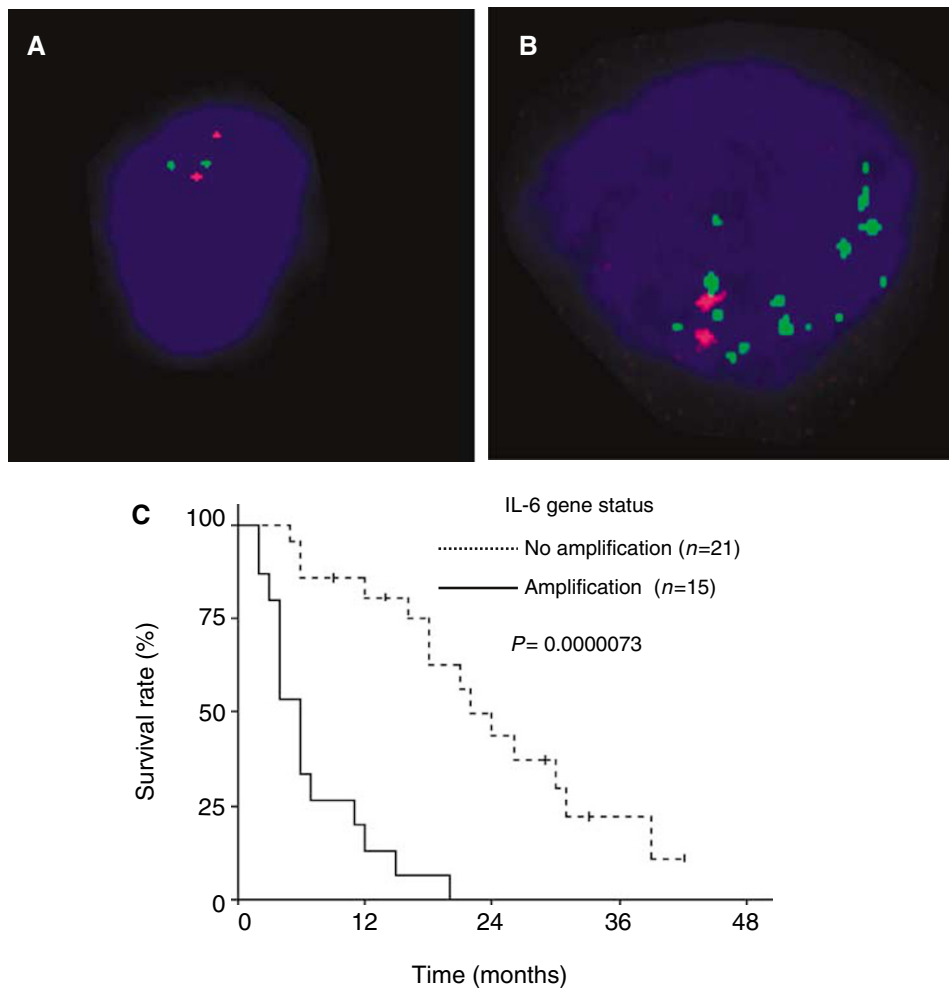 A
B
C
IL-6 gene status
No amplification (n=21)
Amplification (n=15)
P= 0.0000073
Survival rate (%)
100
75
50
25
0
0 12 24 36 48
Time (months)